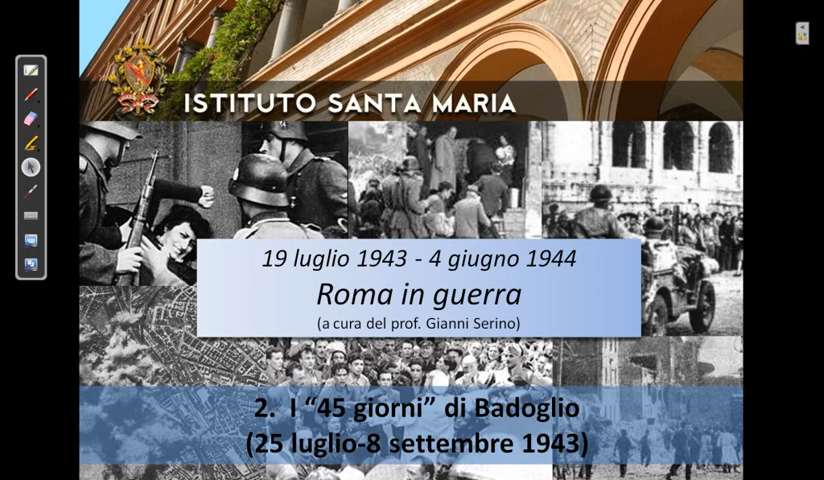 ISTITUTO SANTA MARIA
19 luglio 1943 - 4 giugno 1944
Roma in guerra
(a cura del prof. Gianni Serino)
2. I “45 giorni” di Badoglio
(25 luglio-8 settembre 1943)